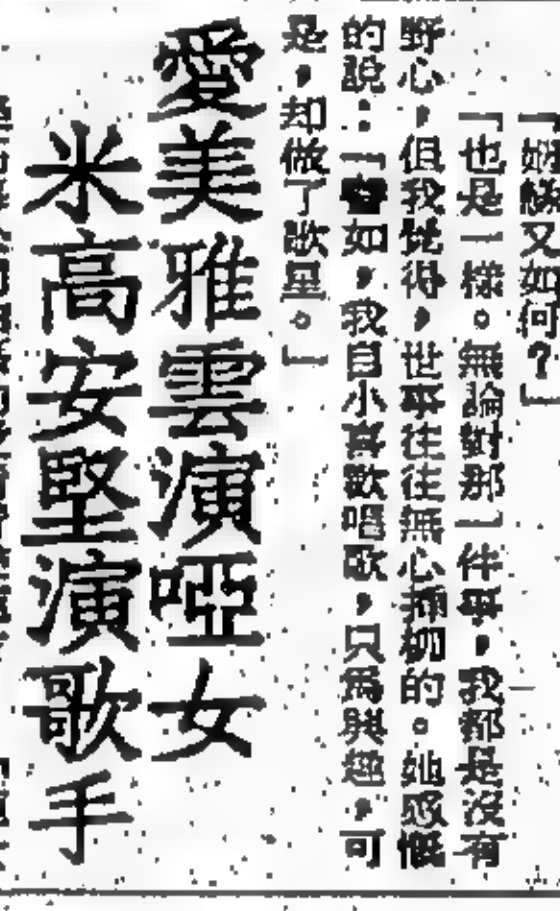 「姻緣又如何？」
「也是一樣。無論對那一件事，我都是沒有
野心，但我覺得，世事往往無心插柳的。她感慨
的說：「譬如，我自小喜歡唱歌，只爲興趣，可
是，却做了歌星。」
愛美雅雲演啞女
米高安堅演歌手